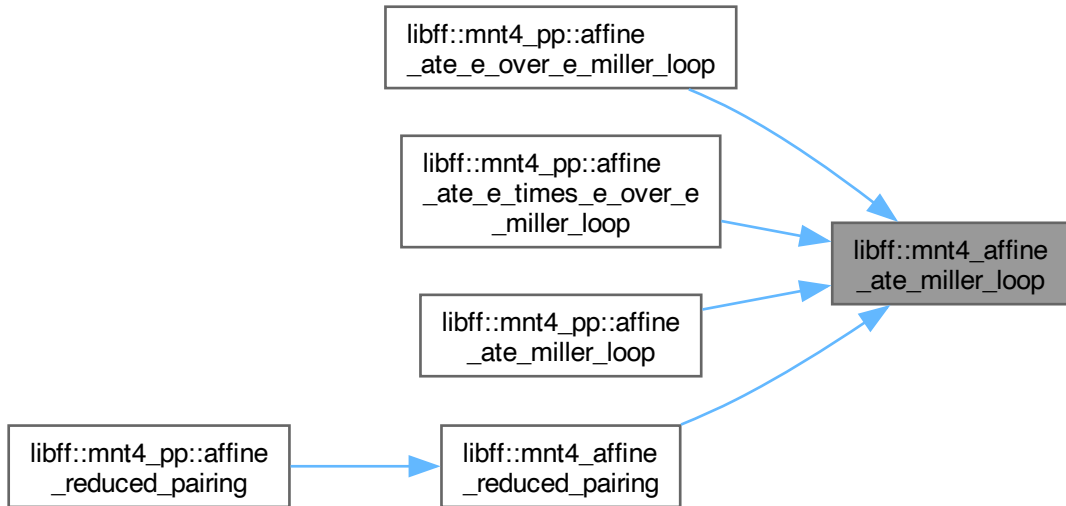 libff::mnt4_pp::affine
_ate_e_over_e_miller_loop
libff::mnt4_pp::affine
_ate_e_times_e_over_e
_miller_loop
libff::mnt4_affine
_ate_miller_loop
libff::mnt4_pp::affine
_ate_miller_loop
libff::mnt4_pp::affine
_reduced_pairing
libff::mnt4_affine
_reduced_pairing